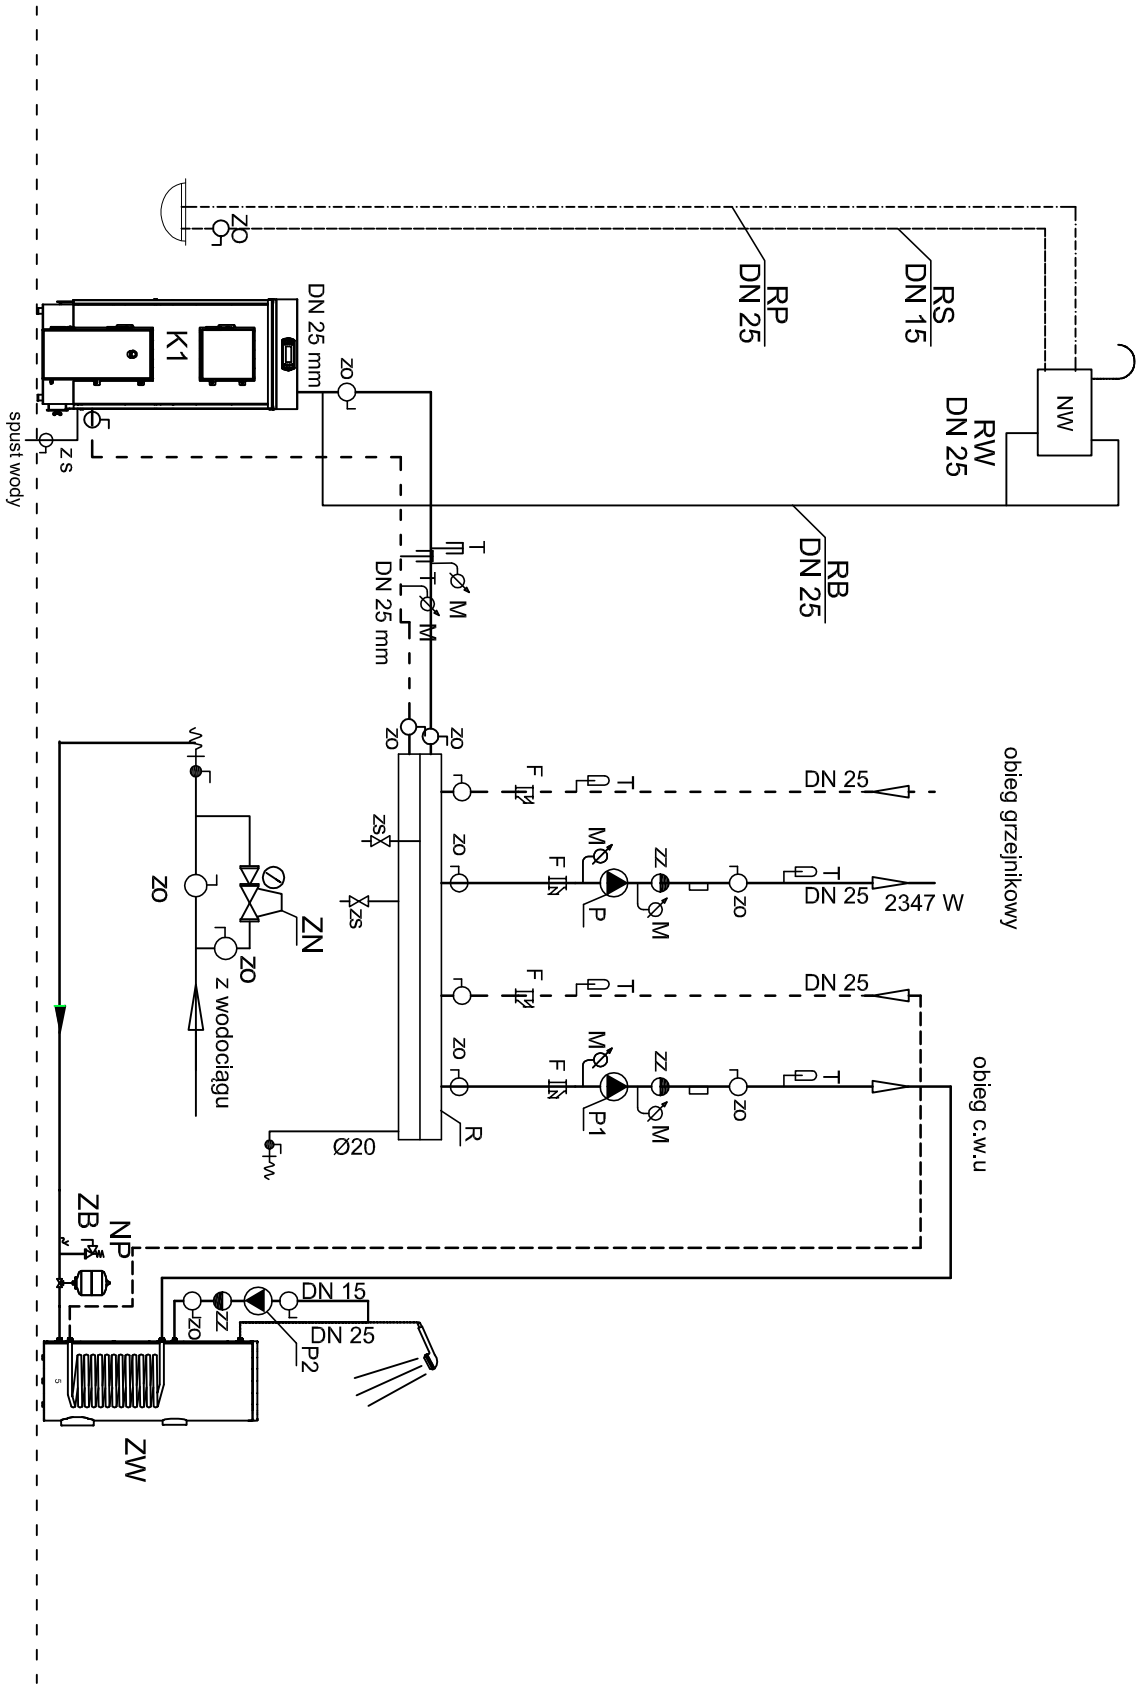 obieg grzejnikowy
obieg c.w.u
NW
RW
DN 25
RS
DN 15
RP
DN 25
RB
DN 25
DN 25
DN 25
2347 W
DN 25
zo
T
T
zo
T
T
zz
M
P
M
zz
M
P1
M
F
F
F
F
zo
zo
R
T
M
T
M
zo
DN 25 mm
DN 25 mm
zo
zo
zs
zs
Ø20
ZO
K1
zo
zo
ZN
z wodociągu
z s
spust wody
ZB
NP
DN 15
DN 25
P2
zz
zo
5
ZW